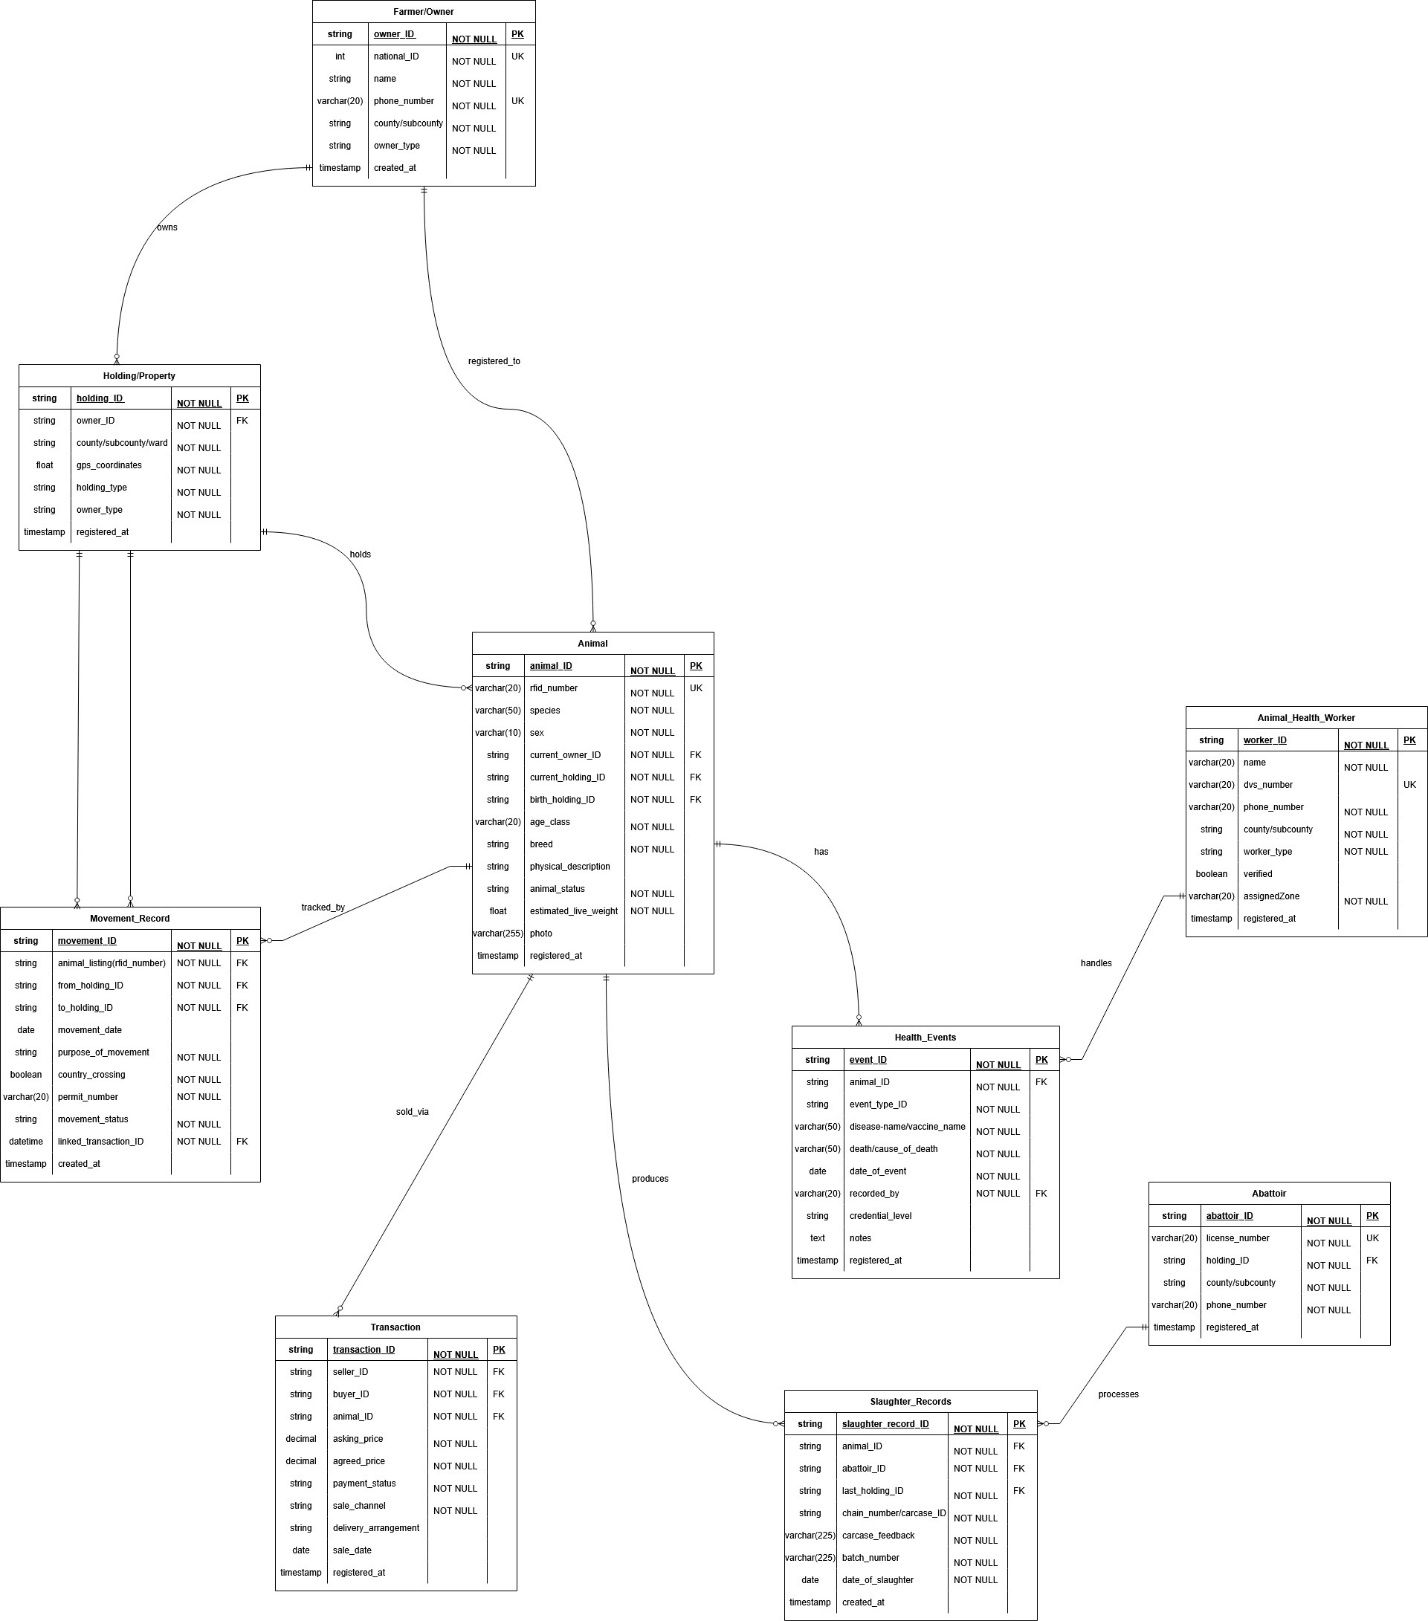 Farmer/Owner
string owner_ID NOT NULL PK
int national_ID NOT NULL UK
string name NOT NULL
varchar(20) phone_number NOT NULL UK
string county/subcounty NOT NULL
string owner_type NOT NULL
timestamp created_at
owns
registered_to
Holding/Property
string holding_ID NOT NULL PK
string owner_ID NOT NULL FK
string county/subcounty/ward NOT NULL
float gps_coordinates NOT NULL
string holding_type NOT NULL
string owner_type NOT NULL
timestamp registered_at
holds
Animal
string animal_ID NOT NULL PK
varchar(20) rfid_number NOT NULL UK
varchar(50) species NOT NULL
varchar(10) sex NOT NULL
string current_owner_ID NOT NULL FK
string current_holding_ID NOT NULL FK
string birth_holding_ID NOT NULL FK
varchar(20) age_class NOT NULL
string breed NOT NULL
string physical_description
string animal_status NOT NULL
float estimated_live_weight NOT NULL
varchar(255) photo
timestamp registered_at
Animal_Health_Worker
string worker_ID NOT NULL PK
varchar(20) name NOT NULL
varchar(20) dvs_number UK
varchar(20) phone_number NOT NULL
string county/subcounty NOT NULL
string worker_type NOT NULL
boolean verified
varchar(20) assignedZone NOT NULL
timestamp registered_at
has
tracked_by
handles
Movement_Record
string movement_ID NOT NULL PK
string animal_listing(rfid_number) NOT NULL FK
string from_holding_ID NOT NULL FK
string to_holding_ID NOT NULL FK
date movement_date
string purpose_of_movement NOT NULL
boolean country_crossing NOT NULL
varchar(20) permit_number NOT NULL
string movement_status NOT NULL
datetime linked_transaction_ID NOT NULL FK
timestamp created_at
Health_Events
string event_ID NOT NULL PK
string animal_ID NOT NULL FK
string event_type_ID NOT NULL
varchar(50) disease-name/vaccine_name NOT NULL
varchar(50) death/cause_of_death NOT NULL
date date_of_event NOT NULL
varchar(20) recorded_by NOT NULL FK
string credential_level
text notes
timestamp registered_at
sold_via
produces
Abattoir
string abattoir_ID NOT NULL PK
varchar(20) license_number NOT NULL UK
string holding_ID NOT NULL FK
string county/subcounty NOT NULL
varchar(20) phone_number NOT NULL
timestamp registered_at
processes
Transaction
string transaction_ID NOT NULL PK
string seller_ID NOT NULL FK
string buyer_ID NOT NULL FK
string animal_ID NOT NULL FK
decimal asking_price NOT NULL
decimal agreed_price NOT NULL
string payment_status NOT NULL
string sale_channel NOT NULL
string delivery_arrangement
date sale_date
timestamp registered_at
Slaughter_Records
string slaughter_record_ID NOT NULL PK
string animal_ID NOT NULL FK
string abattoir_ID NOT NULL FK
string last_holding_ID NOT NULL FK
string chain_number/carcase_ID NOT NULL
varchar(225) carcase_feedback NOT NULL
varchar(225) batch_number NOT NULL
date date_of_slaughter NOT NULL
timestamp created_at